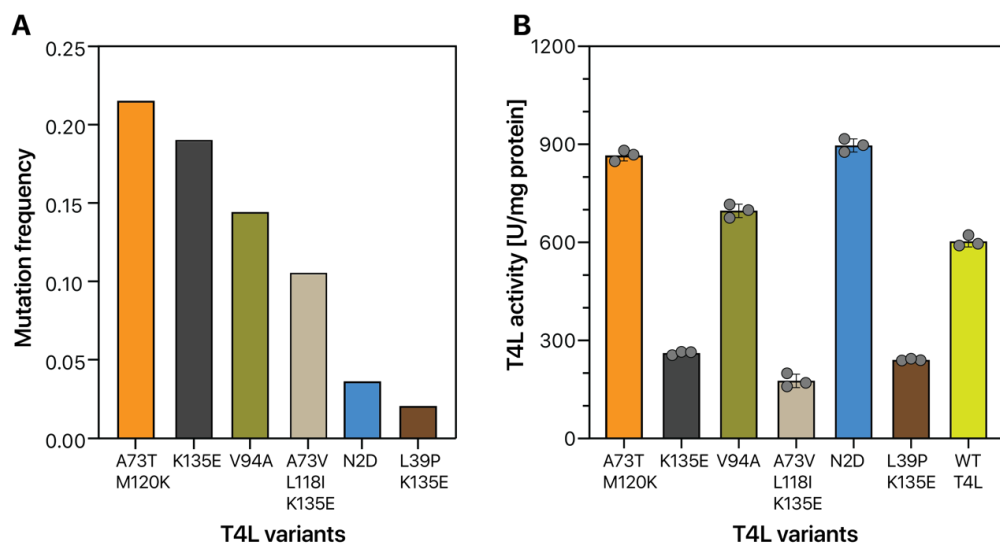 A
Mutation frequency
0.25
0.20
0.15
0.10
0.05
0.00
A73T
M120K
K135E
V94A
A73V
L118I
K135E
N2D
L39P
K135E
T4L variants
B
T4L activity [U/mg protein]
1200
900
600
300
0
A73T
M120K
K135E
V94A
A73V
L118I
K135E
N2D
L39P
K135E
WT
T4L
T4L variants